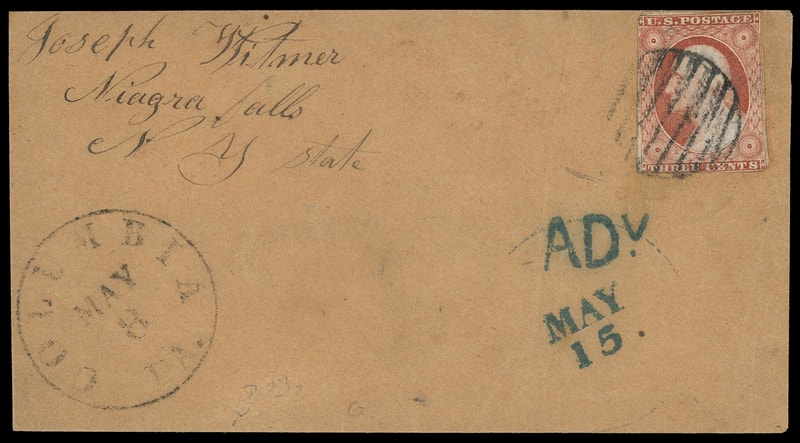 Joseph Witmer
Niagra falls
N Y state
U.S. POSTAGE
THREE CENTS
COLUMBIA
MAY
8
PA.
ADV
MAY
15.